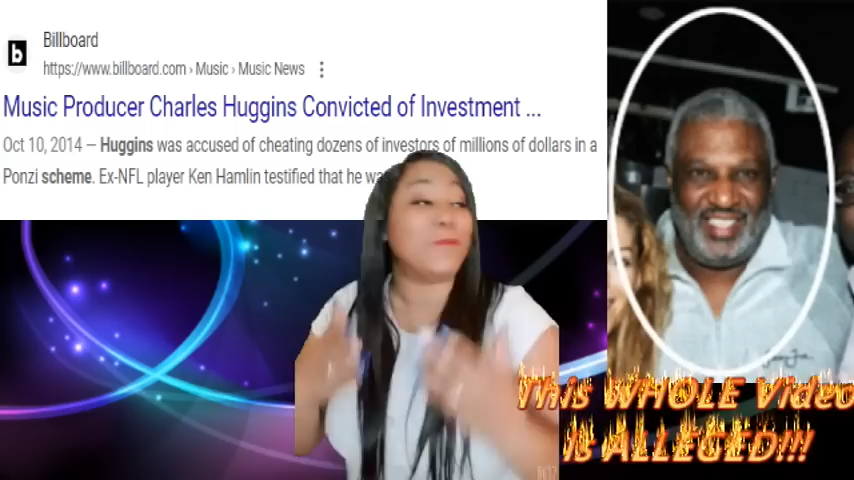 Billboard
https://www.billboard.com › Music › Music News
Music Producer Charles Huggins Convicted of Investment ...
Oct 10, 2014 — Huggins was accused of cheating dozens of investors of millions of dollars in a
Ponzi scheme. Ex-NFL player Ken Hamlin testified that he wa
This WHOLE Video
is ALLEGED!!!